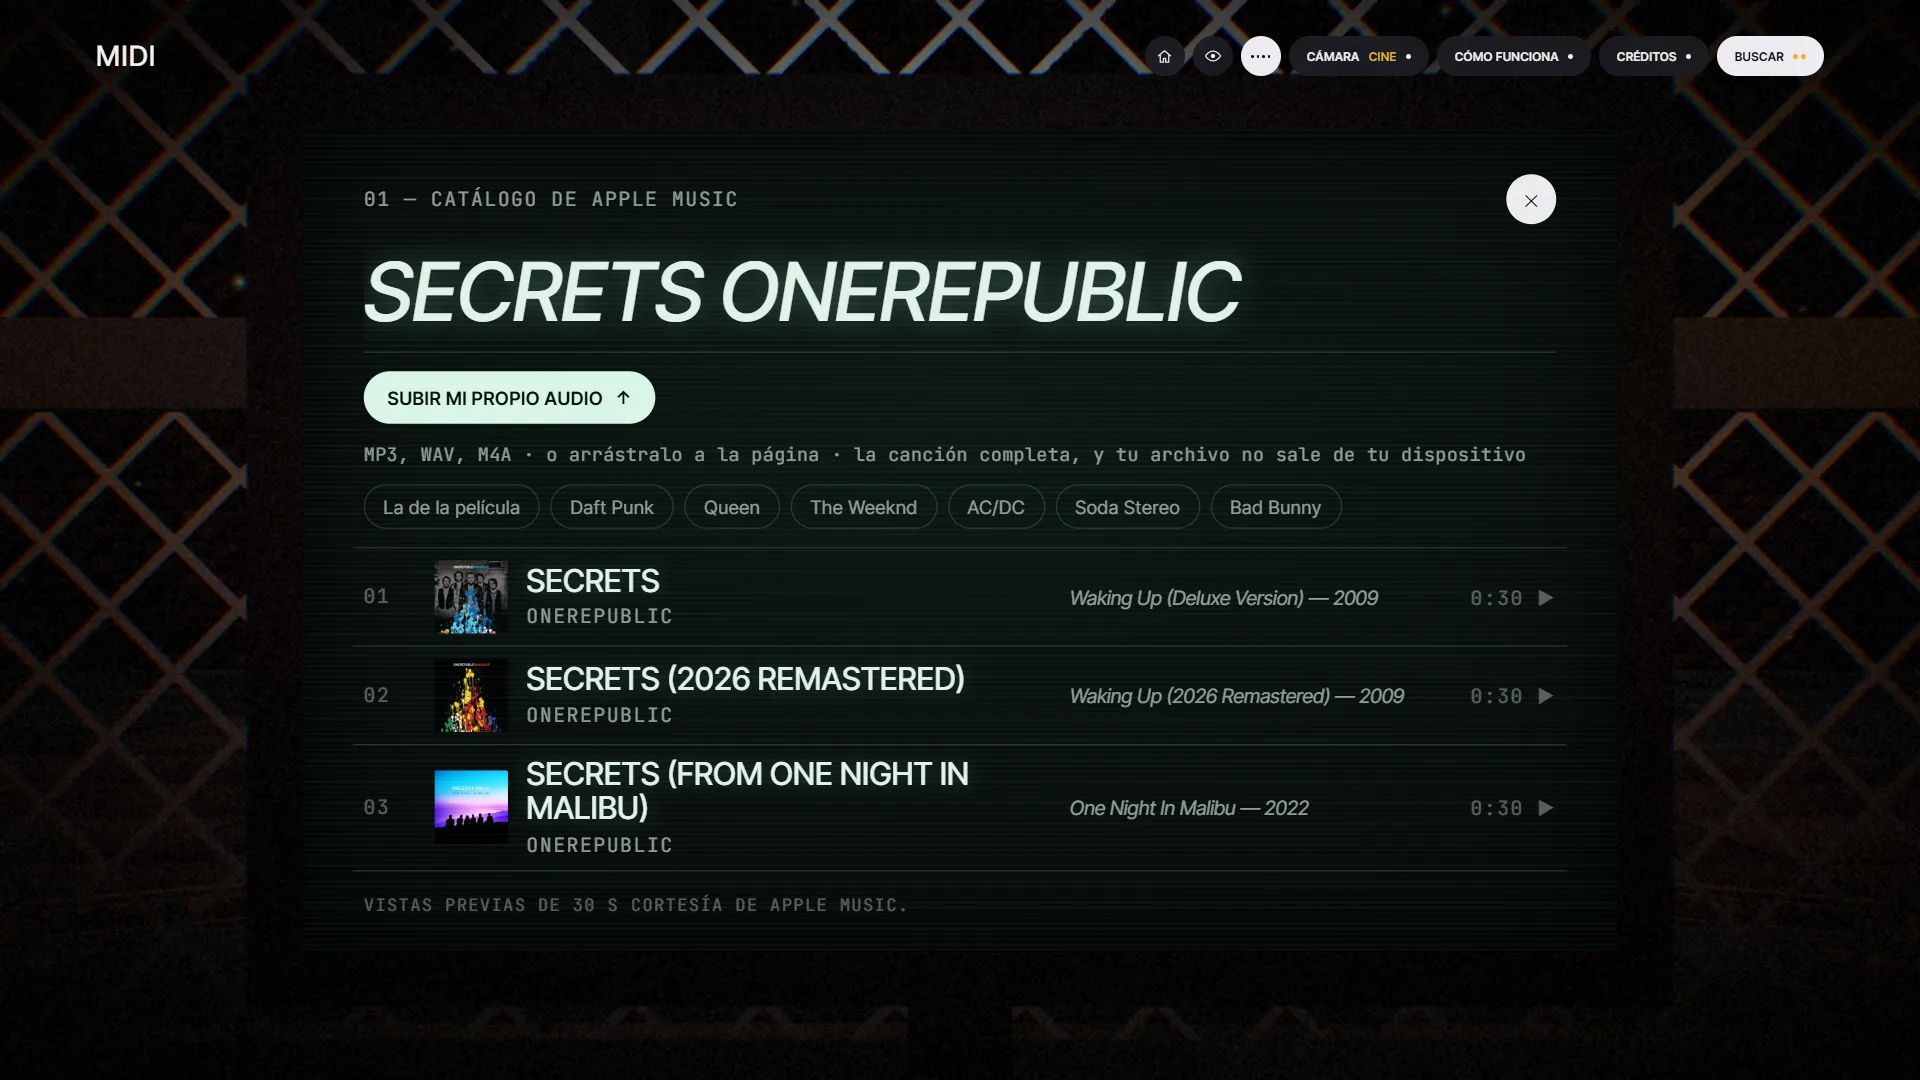 MIDI
CÁMARA CINE
CÓMO FUNCIONA
CRÉDITOS
BUSCAR
01 — CATÁLOGO DE APPLE MUSIC
SECRETS ONEREPUBLIC
SUBIR MI PROPIO AUDIO ↑
MP3, WAV, M4A · o arrástralo a la página · la canción completa, y tu archivo no sale de tu dispositivo
La de la película
Daft Punk
Queen
The Weeknd
AC/DC
Soda Stereo
Bad Bunny
01
SECRETS
ONEREPUBLIC
Waking Up (Deluxe Version) — 2009
0:30
02
SECRETS (2026 REMASTERED)
ONEREPUBLIC
Waking Up (2026 Remastered) — 2009
0:30
03
SECRETS (FROM ONE NIGHT IN
MALIBU)
ONEREPUBLIC
One Night In Malibu — 2022
0:30
VISTAS PREVIAS DE 30 S CORTESÍA DE APPLE MUSIC.